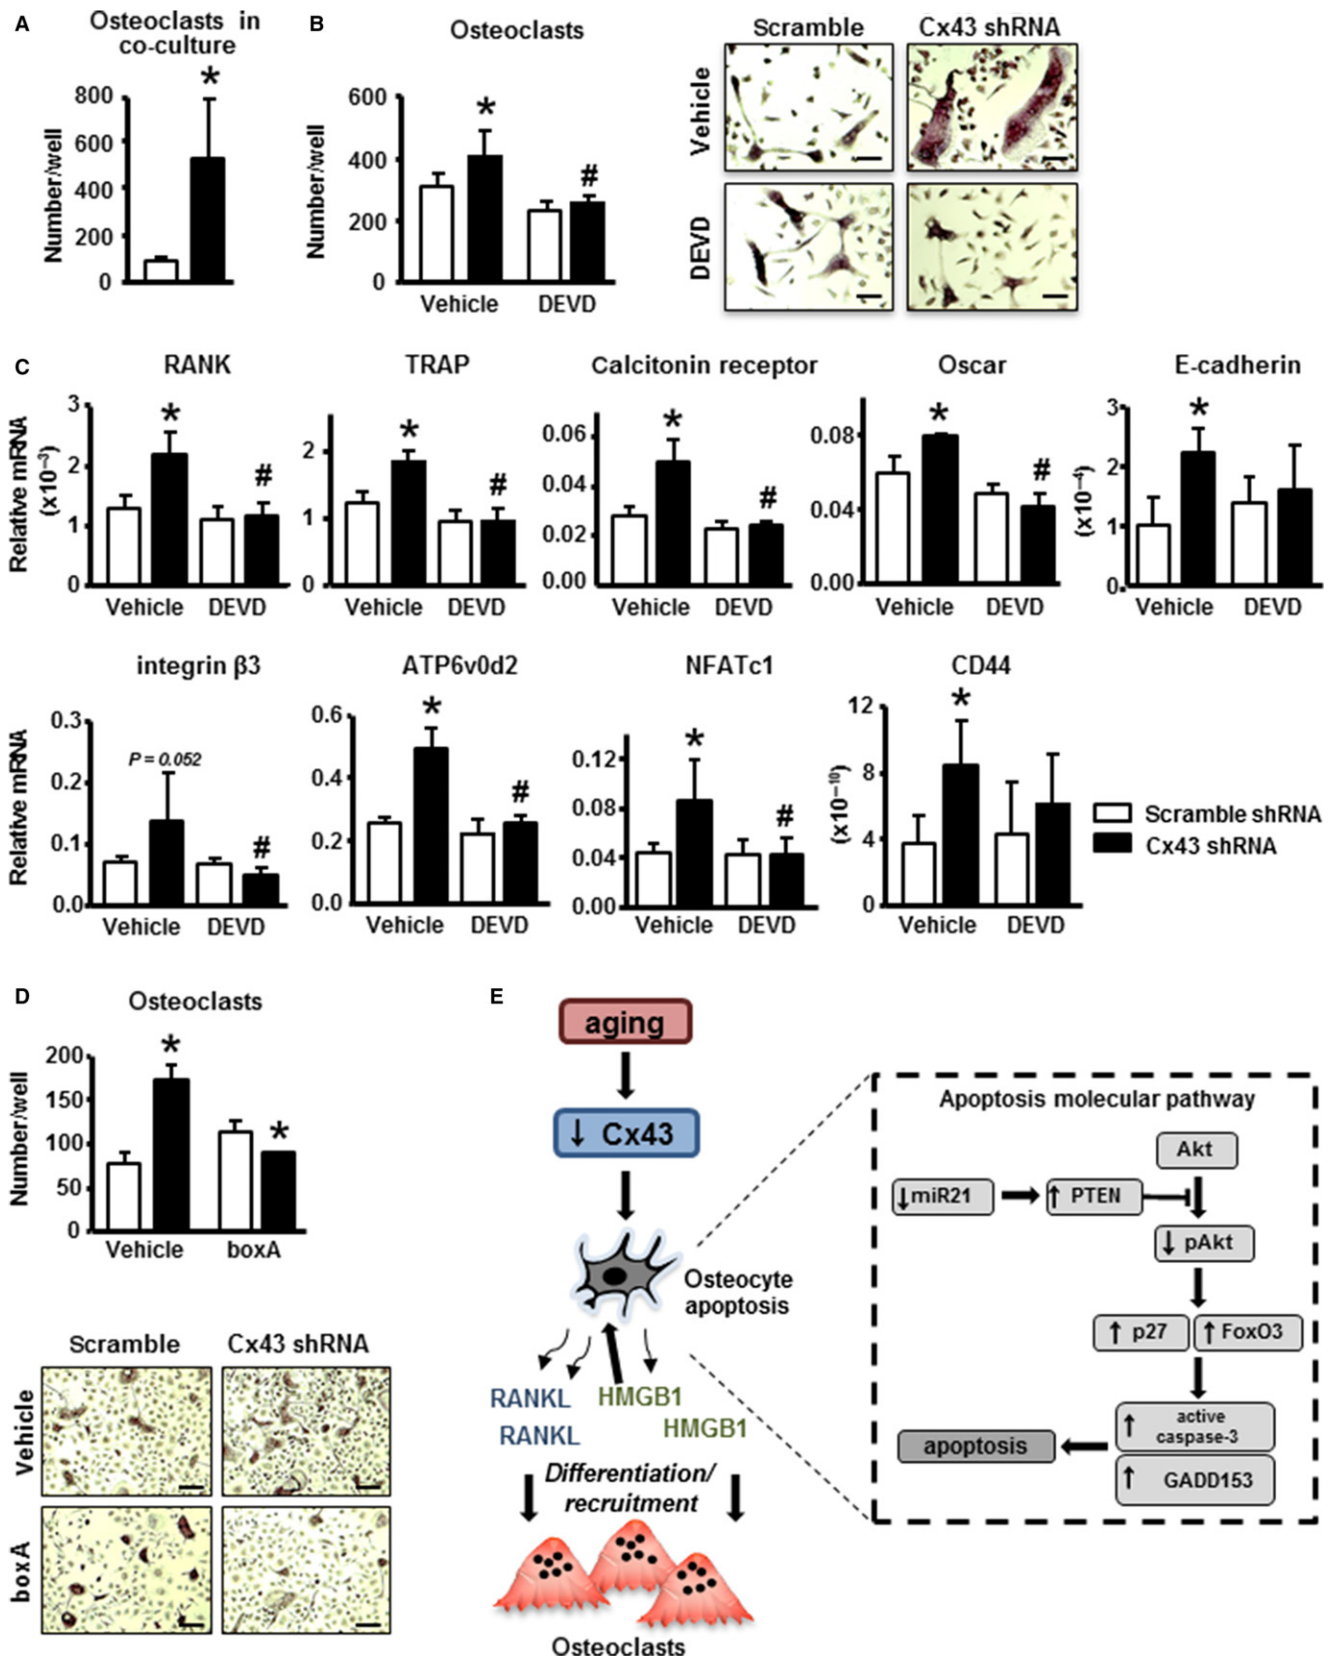 A
Osteoclasts in
co-culture
*
Number/well
800
600
400
200
0
B
Osteoclasts
Number/well
600
400
200
0
*
#
Vehicle
DEVD
Scramble
Cx43 shRNA
Vehicle
DEVD
C
RANK
Relative mRNA
(x10⁻³)
3
2
1
0
*
#
Vehicle
DEVD
TRAP
2
1
0
*
#
Vehicle
DEVD
Calcitonin receptor
0.06
0.04
0.02
0.00
*
#
Vehicle
DEVD
Oscar
0.08
0.04
0.00
*
#
Vehicle
DEVD
E-cadherin
(x10⁻⁴)
3
2
1
0
*
Vehicle
DEVD
integrin β3
Relative mRNA
0.3
0.2
0.1
0.0
P = 0.052
#
Vehicle
DEVD
ATP6v0d2
0.6
0.4
0.2
0.0
*
#
Vehicle
DEVD
NFATc1
0.12
0.08
0.04
0.00
*
#
Vehicle
DEVD
CD44
(x10⁻¹⁰)
12
8
4
0
*
Vehicle
DEVD
Scramble shRNA
Cx43 shRNA
D
Osteoclasts
Number/well
200
150
100
50
0
*
*
Vehicle
boxA
Scramble
Cx43 shRNA
Vehicle
boxA
E
aging
↓ Cx43
Osteocyte
apoptosis
RANKL
HMGB1
RANKL
HMGB1
Differentiation/
recruitment
Osteoclasts
Apoptosis molecular pathway
Akt
↓miR21
↑ PTEN
↓ pAkt
↑ p27
↑ FoxO3
↑ active
caspase-3
apoptosis
↑ GADD153